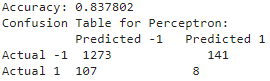 Accuracy: 0.837802
Confusion Table for Perceptron:
Predicted -1 Predicted 1
Actual -1 1273 141
Actual 1 107 8